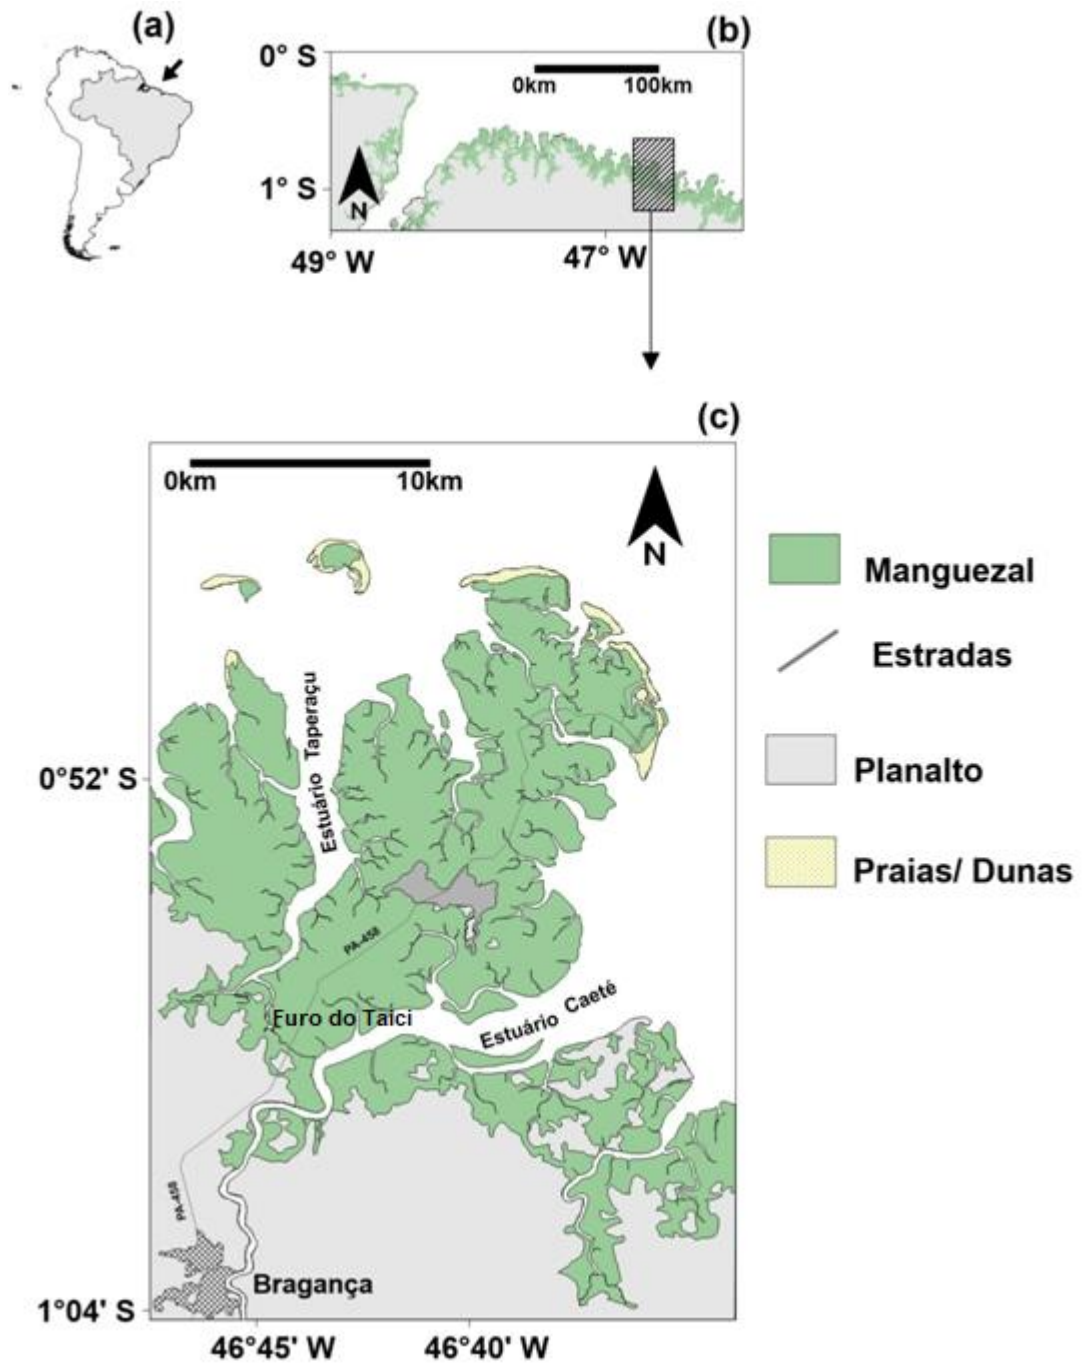 (a)
(b)
0° S
0km 100km
1° S
N
49° W 47° W
(c)
0km 10km
N
Manguezal
Estradas
Planalto
Praias/ Dunas
Estuário Taperaçu
0°52' S
PA-458
Furo do Taici
Estuário Caeté
PA-458
Bragança
1°04' S
46°45' W 46°40' W